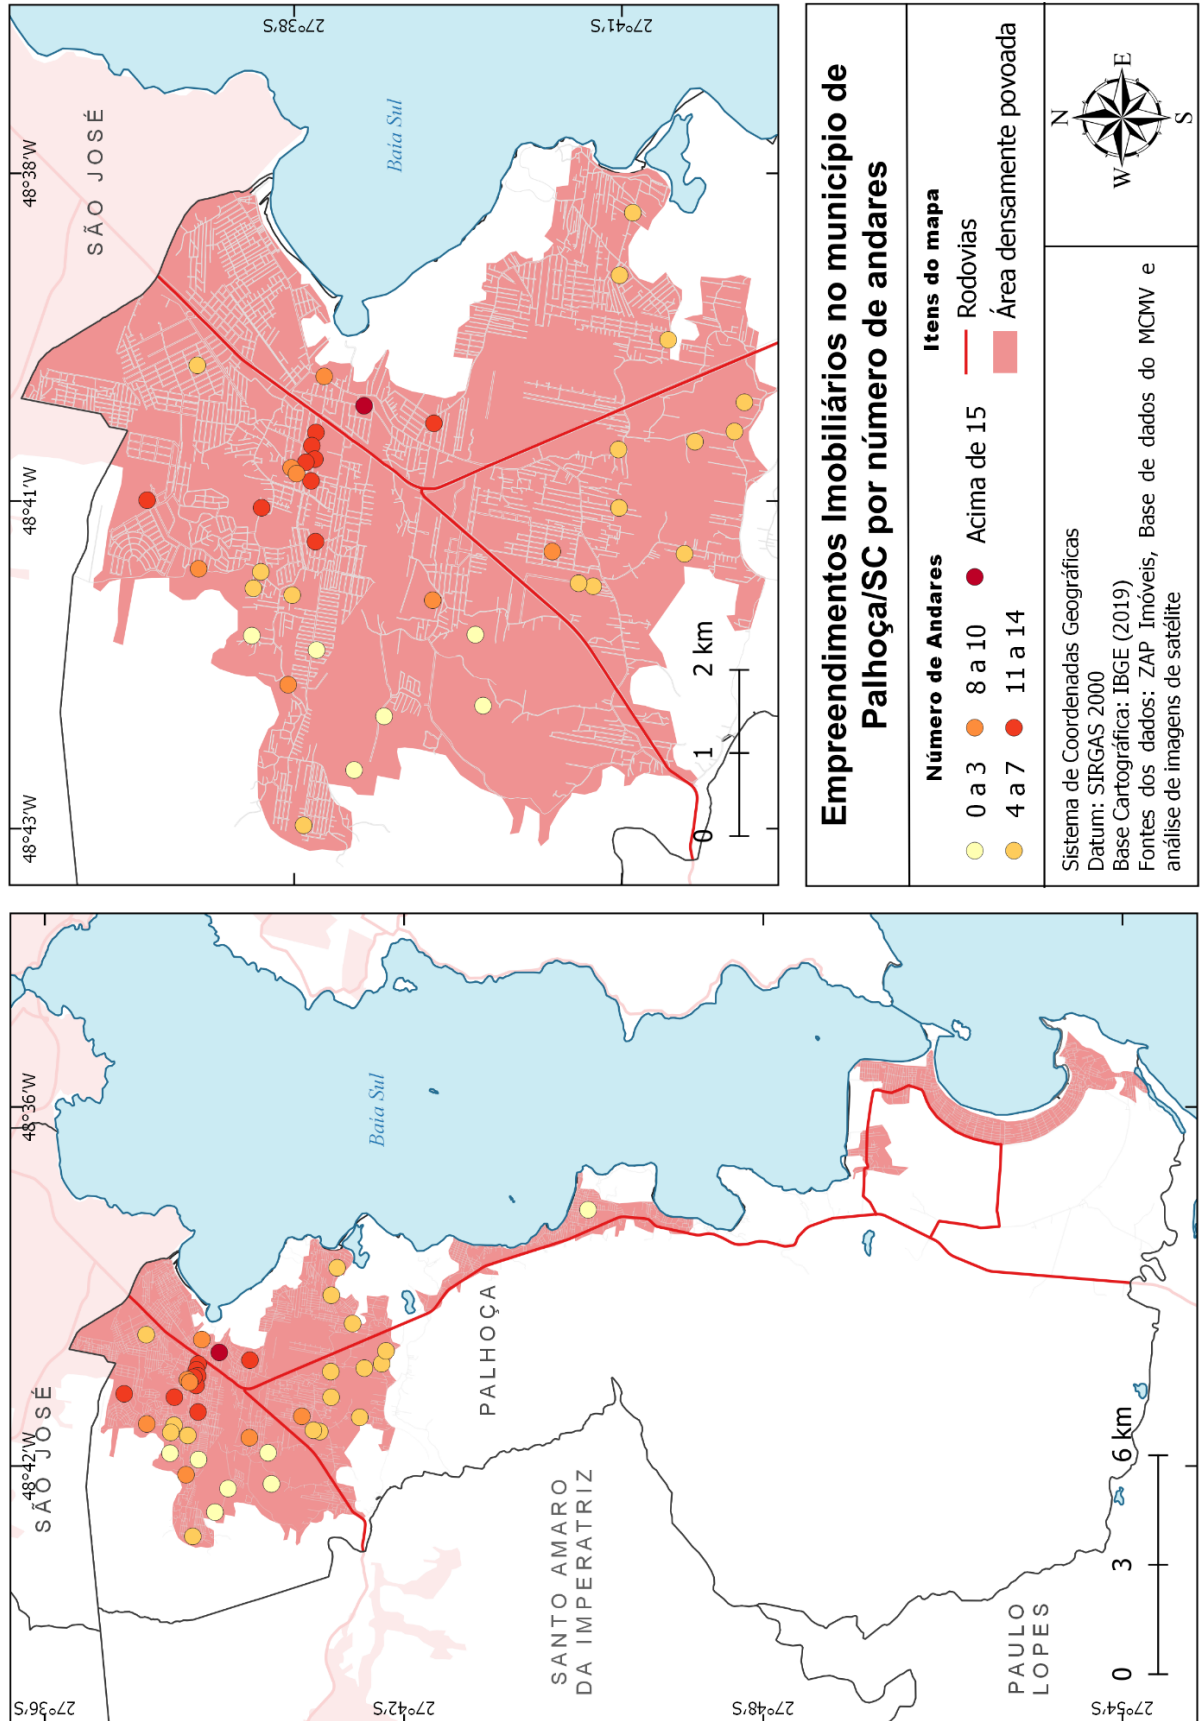 48°42'W
48°36'W
27°36'S
27°42'S
27°48'S
27°54'S
SÃO JOSÉ
Baia Sul
PALHOÇA
SANTO AMARO
DA IMPERATRIZ
PAULO
LOPES
0 3 6 km
48°43'W
48°41'W
48°38'W
27°38'S
27°41'S
SÃO JOSÉ
Baia Sul
0 1 2 km
Empreendimentos Imobiliários no município de
Palhoça/SC por número de andares
Número de Andares
0 a 3
8 a 10
Acima de 15
4 a 7
11 a 14
Itens do mapa
Rodovias
Área densamente povoada
Sistema de Coordenadas Geográficas
Datum: SIRGAS 2000
Base Cartográfica: IBGE (2019)
Fontes dos dados: ZAP Imóveis, Base de dados do MCMV e
análise de imagens de satélite
N
W
E
S